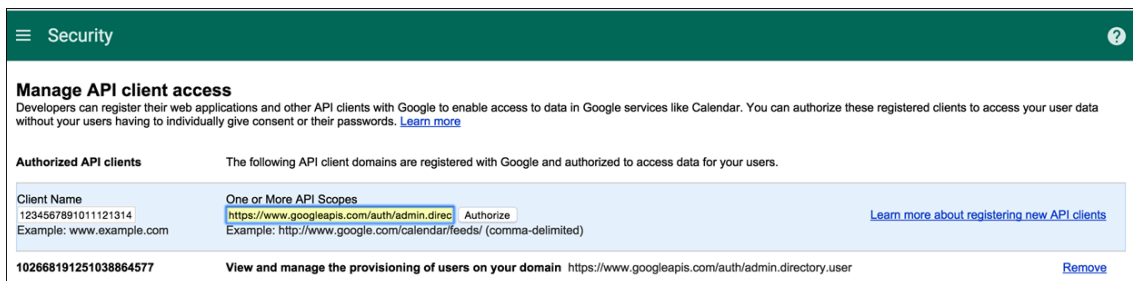 Security
Manage API client access
Developers can register their web applications and other API clients with Google to enable access to data in Google services like Calendar. You can authorize these registered clients to access your user data
without your users having to individually give consent or their passwords. Learn more
Authorized API clients The following API client domains are registered with Google and authorized to access data for your users.
Client Name One or More API Scopes
1234567891011121314 https://www.googleapis.com/auth/admin.direc Authorize Learn more about registering new API clients
Example: www.example.com Example: http://www.google.com/calendar/feeds/ (comma-delimited)
102668191251038864577 View and manage the provisioning of users on your domain https://www.googleapis.com/auth/admin.directory.user Remove